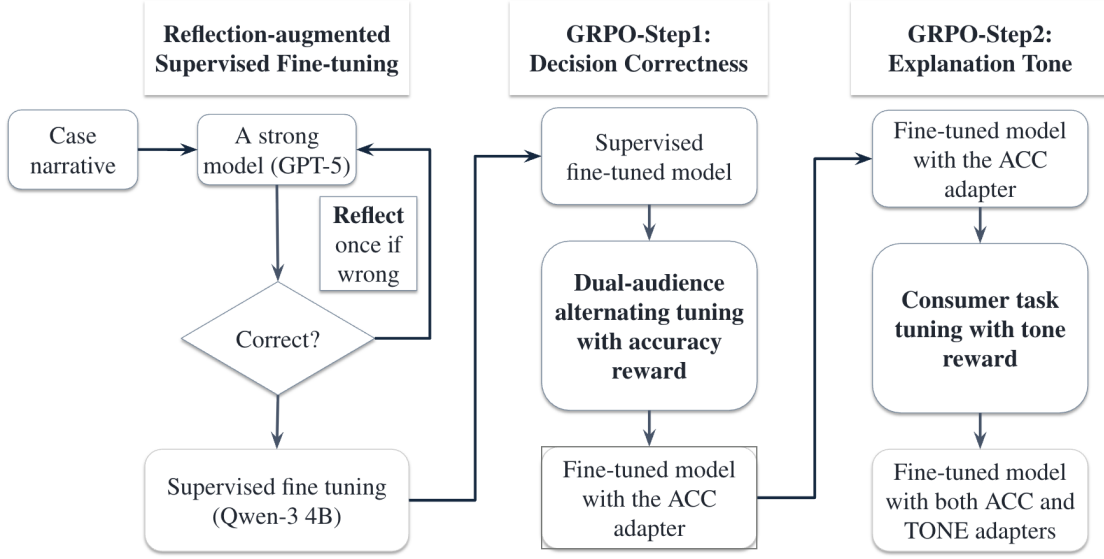 Reflection-augmented
Supervised Fine-tuning
Case
narrative
A strong
model (GPT-5)
Reflect
once if
wrong
Correct?
Supervised fine tuning
(Qwen-3 4B)
GRPO-Step1:
Decision Correctness
Supervised
fine-tuned model
Dual-audience
alternating tuning
with accuracy
reward
Fine-tuned model
with the ACC
adapter
GRPO-Step2:
Explanation Tone
Fine-tuned model
with the ACC
adapter
Consumer task
tuning with tone
reward
Fine-tuned model
with both ACC and
TONE adapters